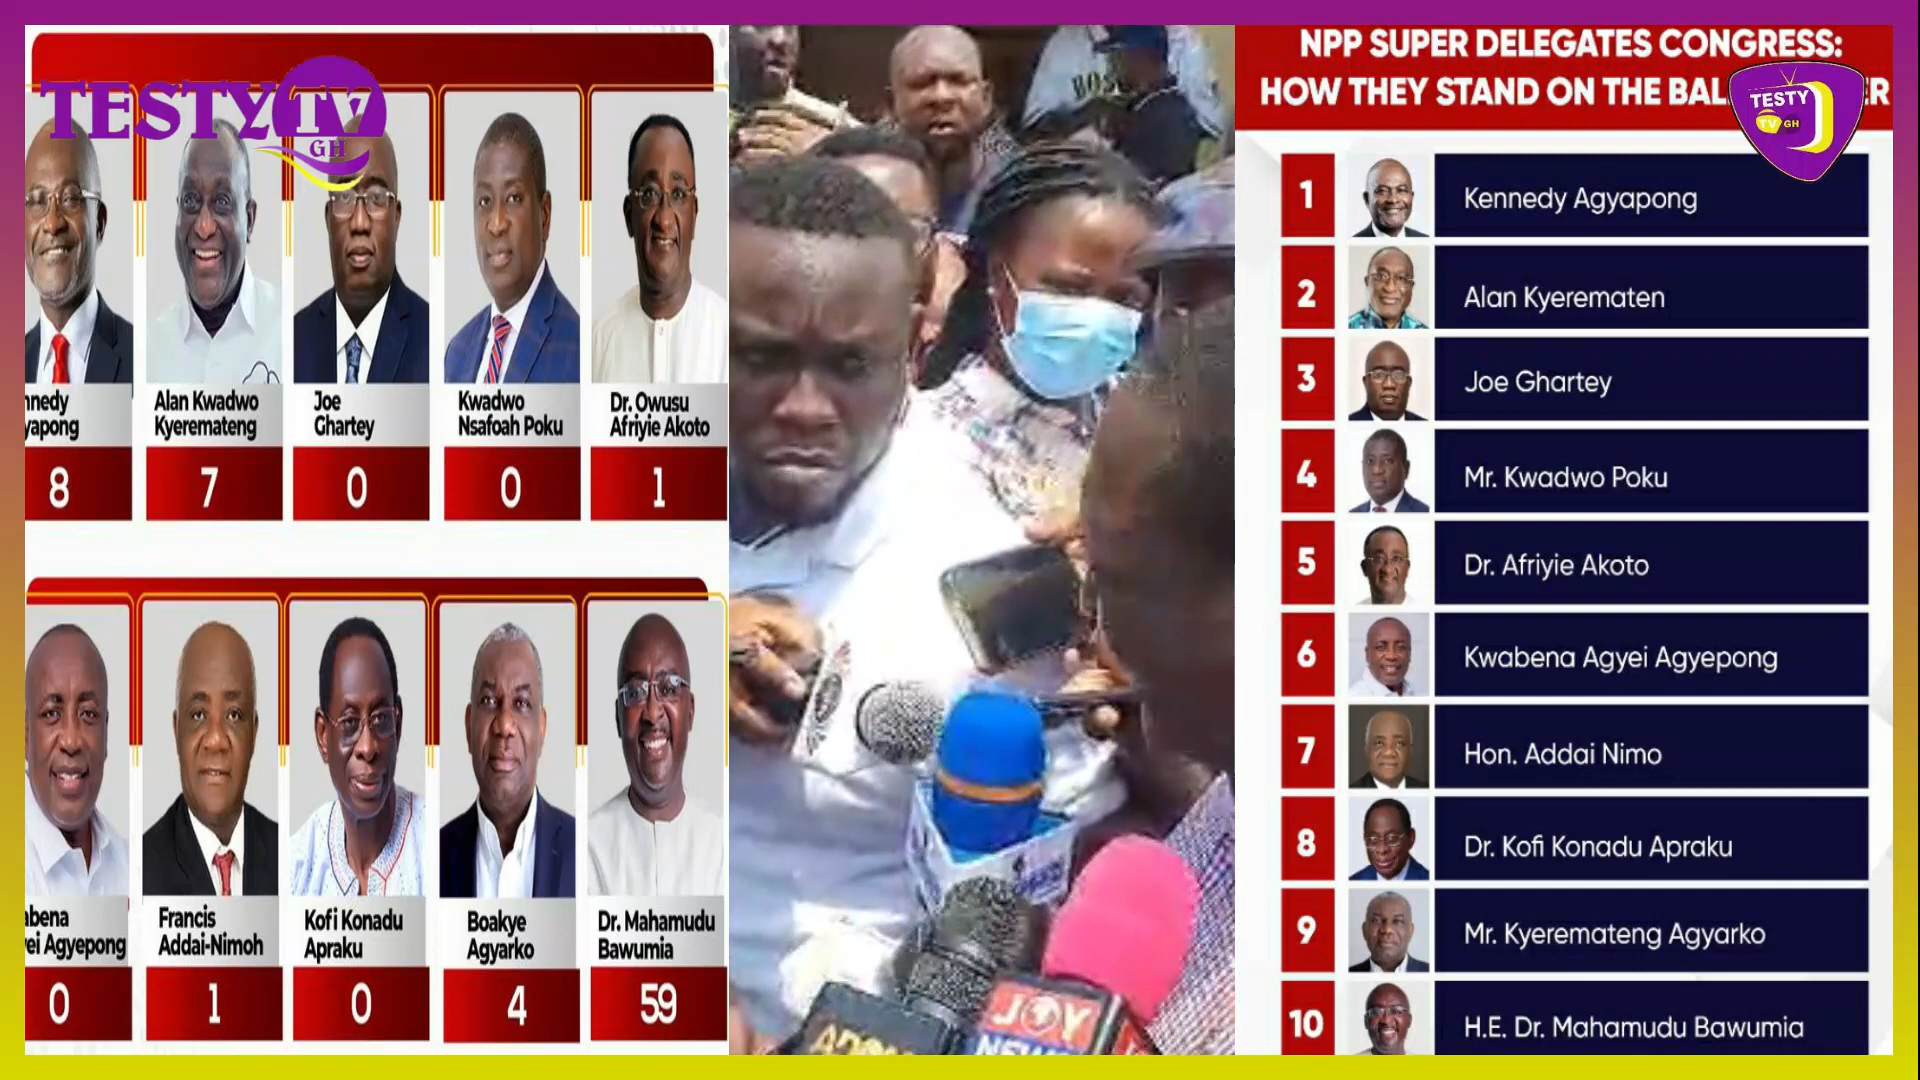 TESTY TV
GH
nnedy
yapong
8
Alan Kwadwo
Kyeremateng
7
Joe
Ghartey
0
Kwadwo
Nsafoah Poku
0
Dr. Owusu
Afriyie Akoto
1
abena
ei Agyepong
0
Francis
Addai-Nimoh
1
Kofi Konadu
Apraku
0
Boakye
Agyarko
4
Dr. Mahamudu
Bawumia
59
JOY
NEWS
NPP SUPER DELEGATES CONGRESS:
HOW THEY STAND ON THE BAL ER
TESTY
TV GH
1 Kennedy Agyapong
2 Alan Kyerematen
3 Joe Ghartey
4 Mr. Kwadwo Poku
5 Dr. Afriyie Akoto
6 Kwabena Agyei Agyepong
7 Hon. Addai Nimo
8 Dr. Kofi Konadu Apraku
9 Mr. Kyeremateng Agyarko
10 H.E. Dr. Mahamudu Bawumia